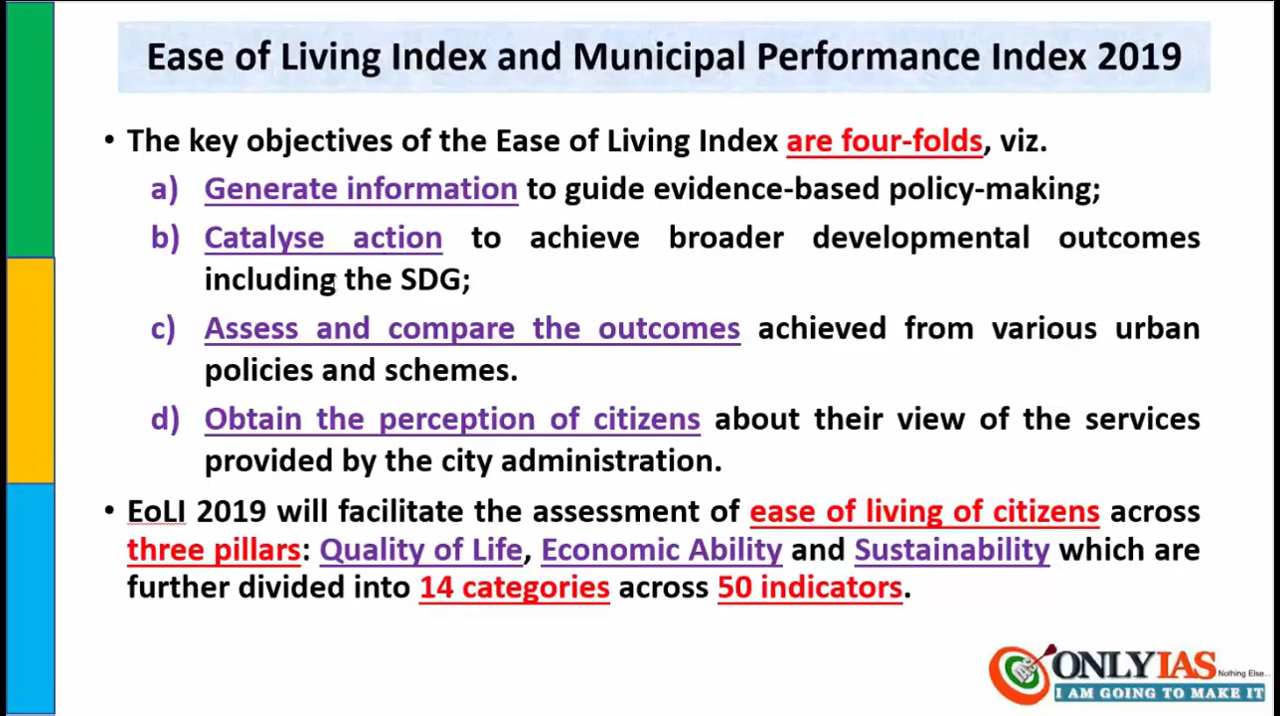 Ease of Living Index and Municipal Performance Index 2019
• The key objectives of the Ease of Living Index are four-folds, viz.
a) Generate information to guide evidence-based policy-making;
b) Catalyse action to achieve broader developmental outcomes
including the SDG;
c) Assess and compare the outcomes achieved from various urban
policies and schemes.
d) Obtain the perception of citizens about their view of the services
provided by the city administration.
• EoLI 2019 will facilitate the assessment of ease of living of citizens across
three pillars: Quality of Life, Economic Ability and Sustainability which are
further divided into 14 categories across 50 indicators.
ONLYIAS Nothing Else...
I AM GOING TO MAKE IT